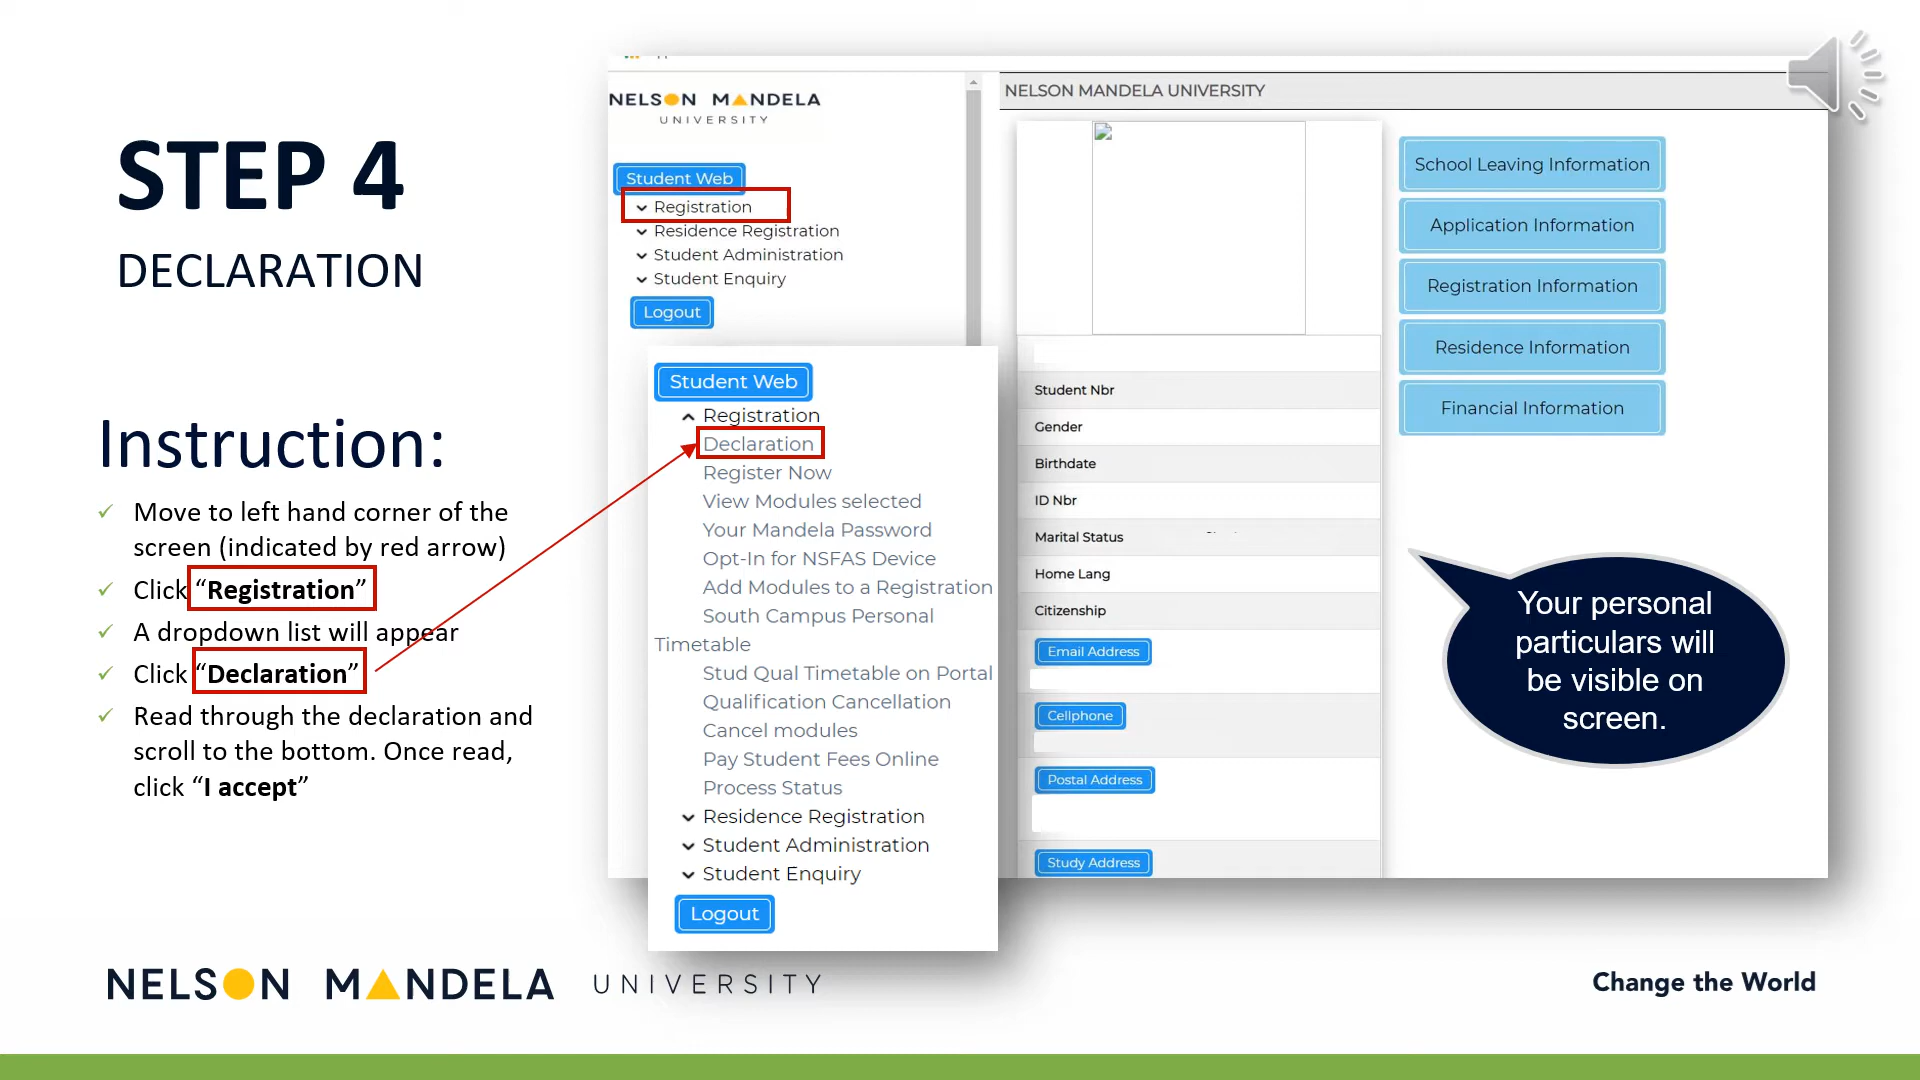 STEP 4
DECLARATION
Instruction:
Move to left hand corner of the
screen (indicated by red arrow)
Click “Registration”
A dropdown list will appear
Click “Declaration”
Read through the declaration and
scroll to the bottom. Once read,
click “I accept”
NELSON MANDELA
UNIVERSITY
Student Web
Registration
Residence Registration
Student Administration
Student Enquiry
Logout
Student Web
Registration
Declaration
Register Now
View Modules selected
Your Mandela Password
Opt-In for NSFAS Device
Add Modules to a Registration
South Campus Personal
Timetable
Stud Qual Timetable on Portal
Qualification Cancellation
Cancel modules
Pay Student Fees Online
Process Status
Residence Registration
Student Administration
Student Enquiry
Logout
NELSON MANDELA UNIVERSITY
Student Nbr
Gender
Birthdate
ID Nbr
Marital Status
Home Lang
Citizenship
Email Address
Cellphone
Postal Address
Study Address
School Leaving Information
Application Information
Registration Information
Residence Information
Financial Information
Your personal
particulars will
be visible on
screen.
NELSON MANDELA UNIVERSITY
Change the World